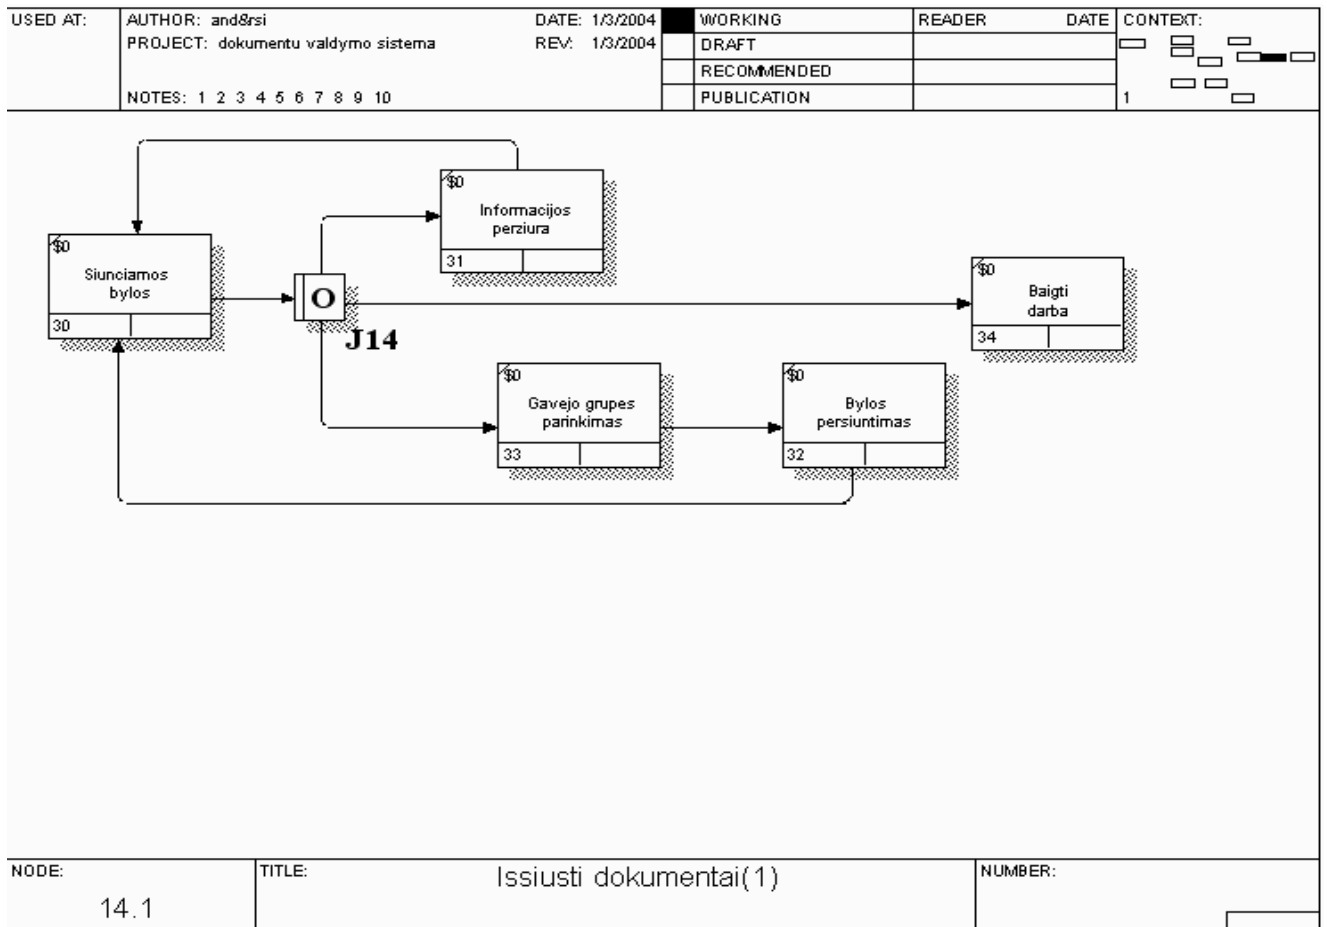 USED AT:
AUTHOR: and&rsi
DATE: 1/3/2004
WORKING
READER
DATE
CONTEXT:
PROJECT: dokumentu valdymo sistema
REV: 1/3/2004
DRAFT
RECOMMENDED
NOTES: 1 2 3 4 5 6 7 8 9 10
PUBLICATION
1
$0
Informacijos
perziura
31
$0
Siunciamos
bylos
30
O
J14
$0
Baigti
darba
34
$0
Gavejo grupes
parinkimas
33
$0
Bylos
persiuntimas
32
NODE:
14.1
TITLE:
Issiusti dokumentai(1)
NUMBER: